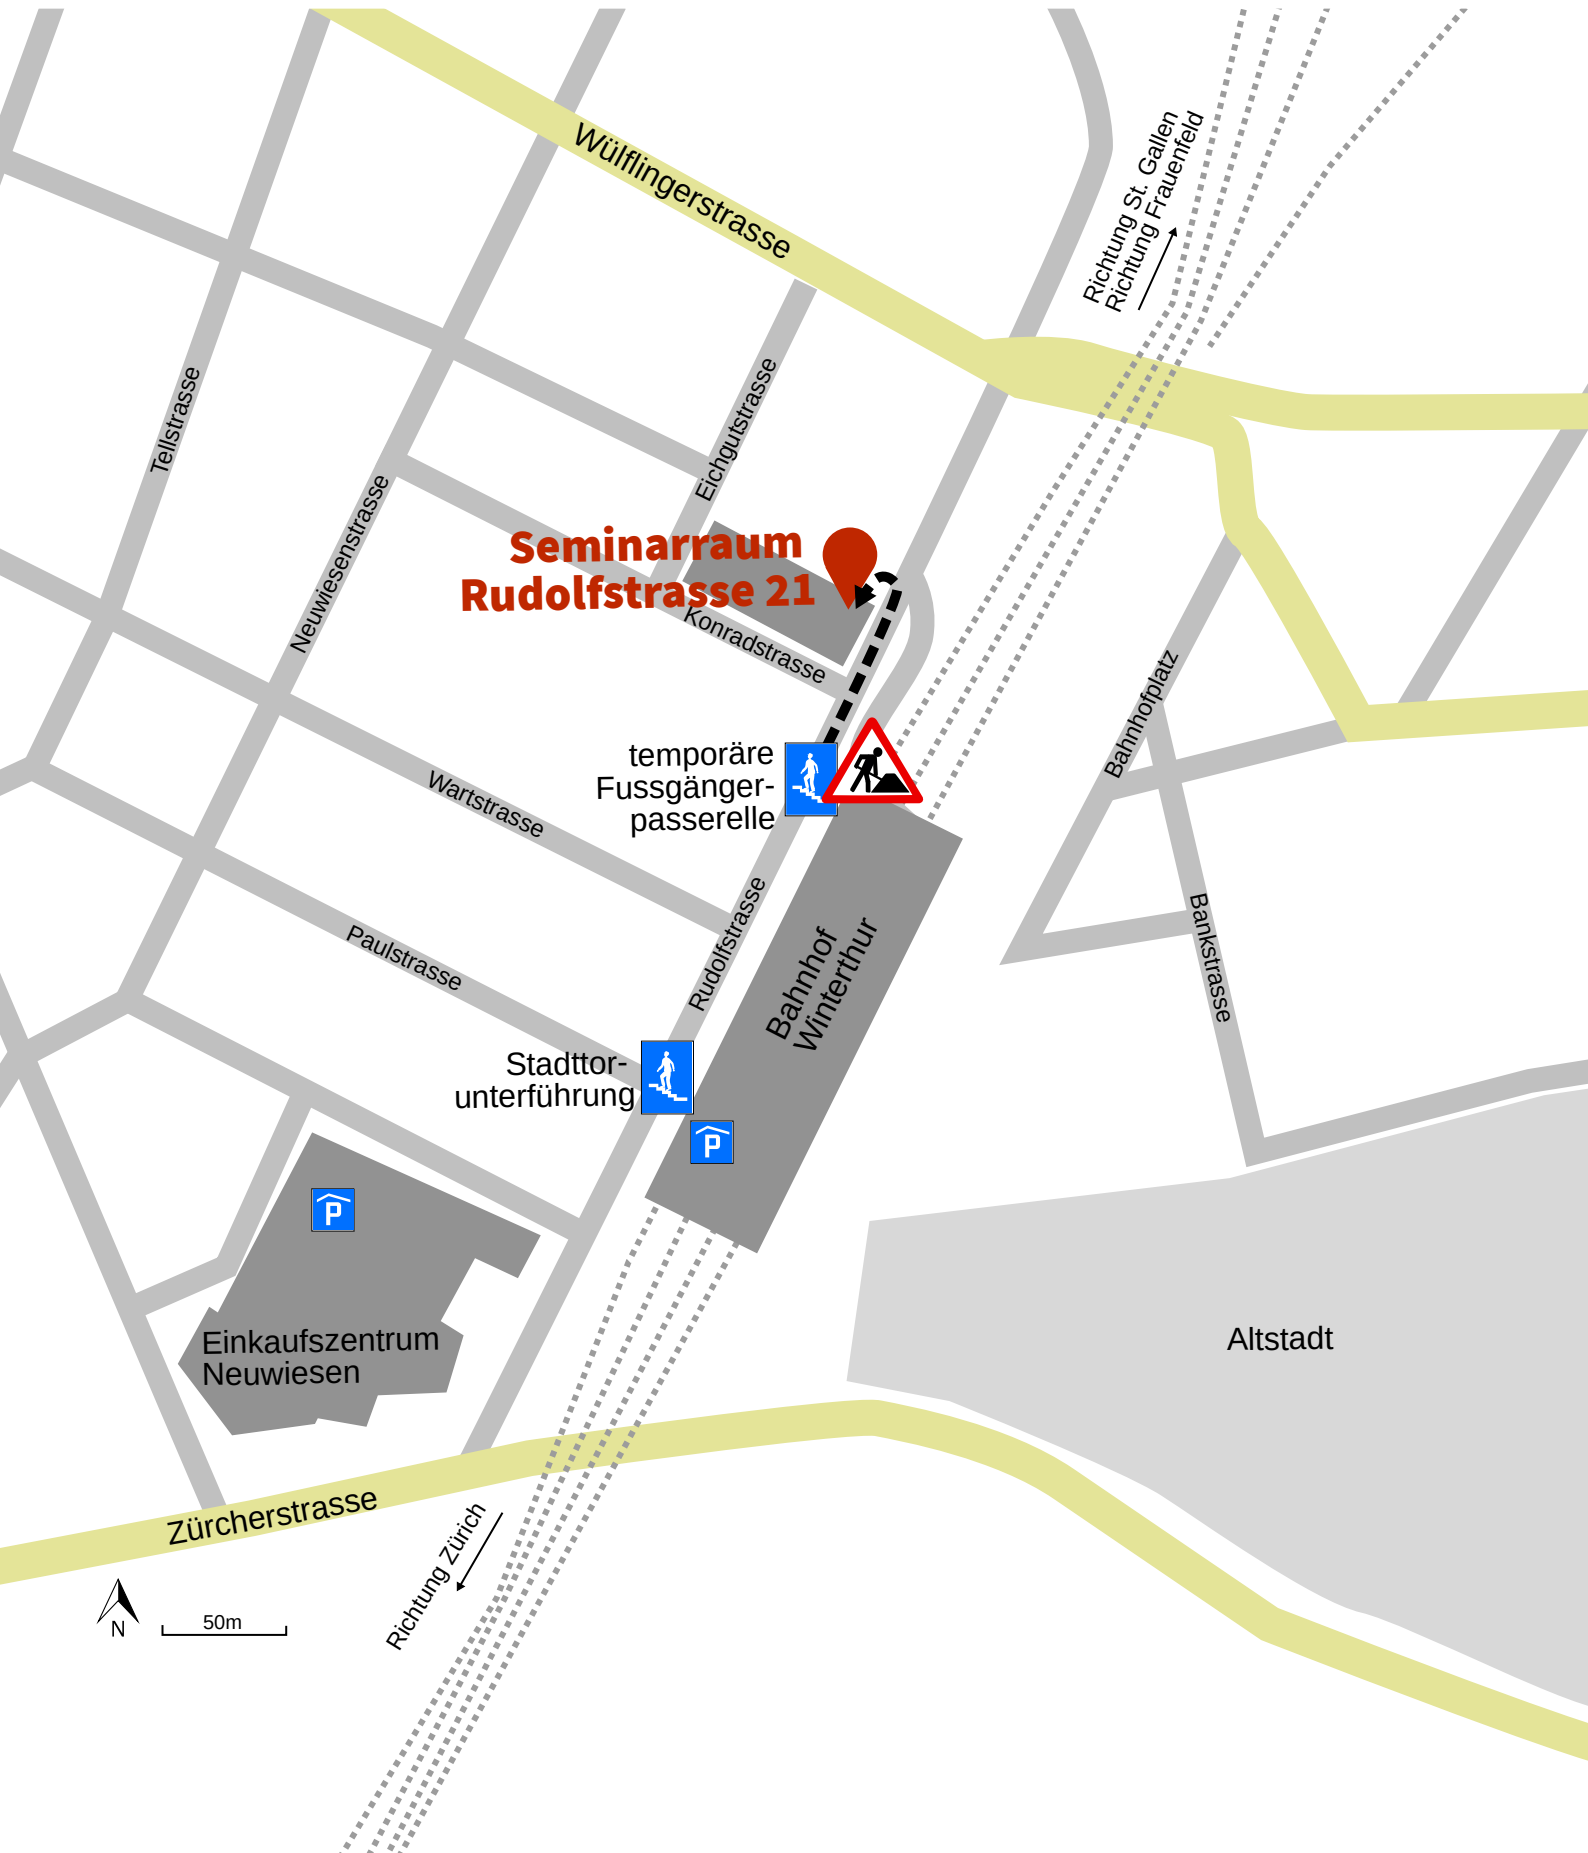 Wülflingerstrasse
Richtung St. Gallen
Richtung Frauenfeld
Tellstrasse
Eichgutstrasse
Neuwiesenstrasse
Seminarraum
Rudolfstrasse 21
Konradstrasse
Bahnhofplatz
temporäre
Fussgänger-
passerelle
Wartstrasse
Rudolfstrasse
Bankstrasse
Paulstrasse
Bahnhof
Winterthur
Stadttor-
unterführung
P
P
Einkaufszentrum
Neuwiesen
Altstadt
Zürcherstrasse
Richtung Zürich
N
50m